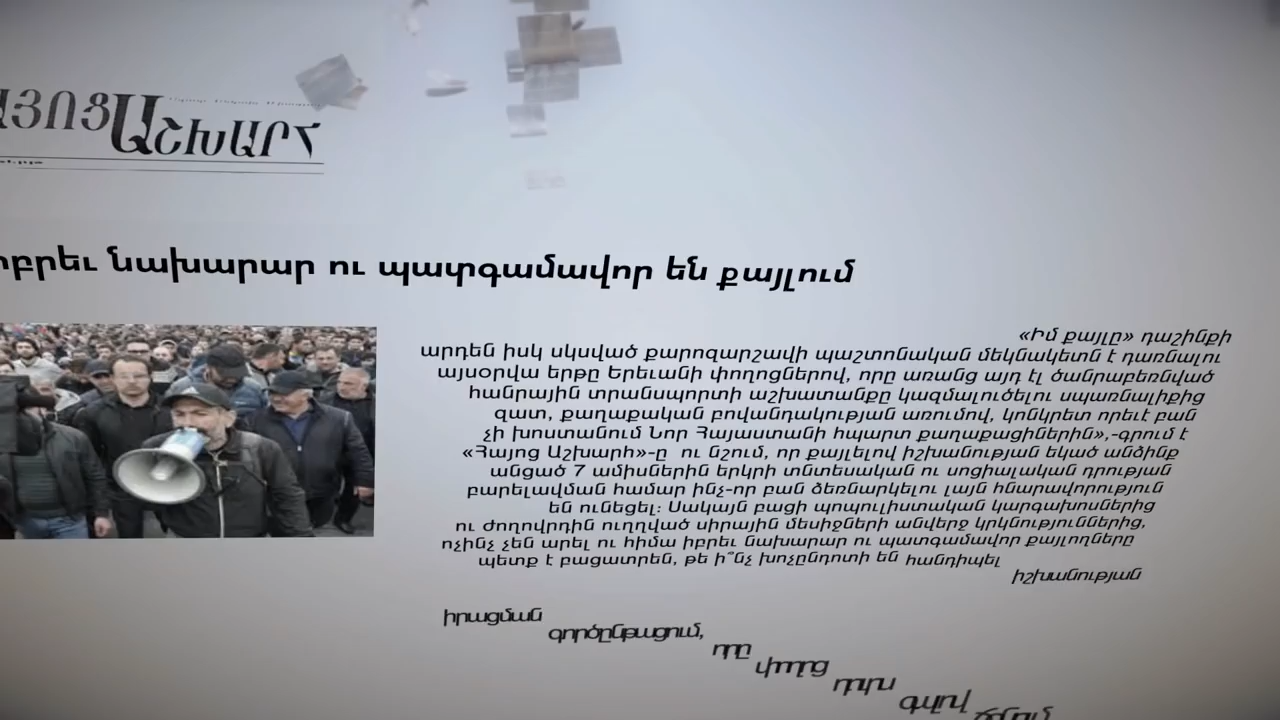 ԱՅՈՑ ԱՇԽԱՐՀ
իբրեւ նախարար ու պատգամավոր են քայլում
«Իմ քայլը» դաշինքի
արդեն իսկ սկսված քարոզարշավի պաշտոնական մեկնակետն է դառնալու
այսօրվա երթը Երեւանի փողոցներով, որը առանց այդ էլ ծանրաբեռնված
հանրային տրանսպորտի աշխատանքը կազմալուծելու սպառնալիքից
զատ, քաղաքական բովանդակության առումով, կոնկրետ որեւէ բան
չի խոստանում Նոր Հայաստանի հպարտ քաղաքացիներին»,-գրում է
«Հայոց Աշխարհ»-ը ու նշում, որ քայլելով իշխանության եկած անձինք
անցած 7 ամիսներին երկրի տնտեսական ու սոցիալական դրության
բարելավման համար ինչ-որ բան ձեռնարկելու լայն հնարավորություն
են ունեցել: Սակայն բացի պոպուլիստական կարգախոսներից
ու ժողովրդին ուղղված սիրային մեսիջների անվերջ կրկնություններից,
ոչինչ չեն արել ու հիմա իբրեւ նախարար ու պատգամավոր քայլողները
պետք է բացատրեն, թե ի՞նչ խոչընդոտի են հանդիպել
իշխանության
իրացման
գործընթացում,
որը
փողոց
դուրս
գալով